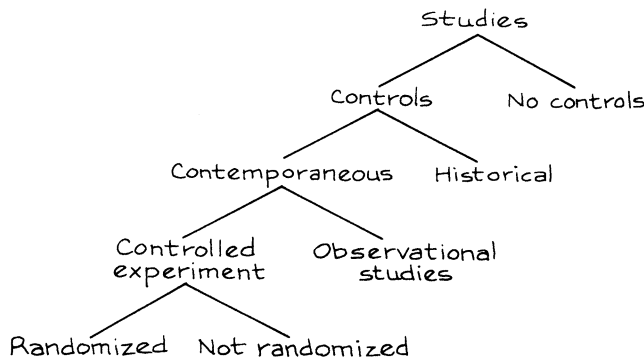 Studies
Controls
No controls
Contemporaneous
Historical
Controlled
experiment
Observational
studies
Randomized
Not randomized